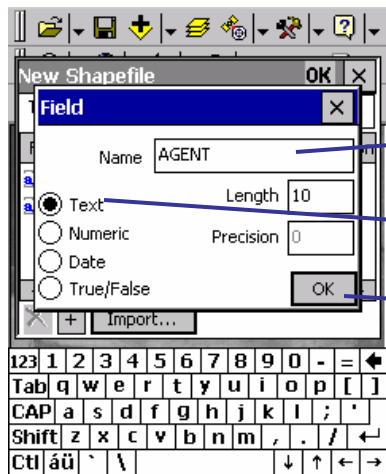 New Shapefile OK ×
Field ×
Name AGENT
Text Length 10
Numeric Precision 0
Date
True/False OK
+ Import...
123 1 2 3 4 5 6 7 8 9 0 - =
Tab q w e r t y u i o p [ ]
CAP a s d f g h j k l ; '
Shift z x c v b n m , . /
Ctl áü ` \